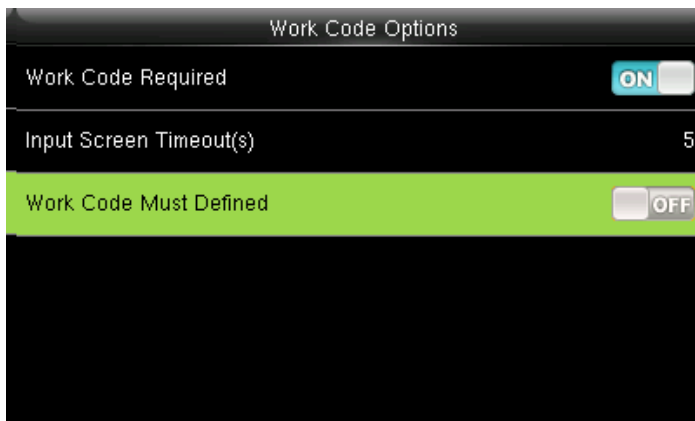 Work Code Options
Work Code Required ON
Input Screen Timeout(s) 5
Work Code Must Defined OFF